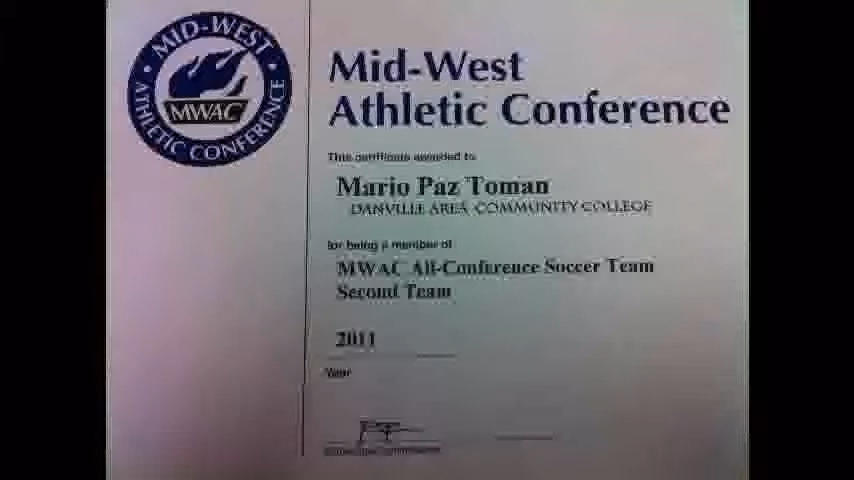 MID-WEST
ATHLETIC CONFERENCE
MWAC
Mid-West
Athletic Conference
This certificate awarded to
Mario Paz Toman
DANVILLE AREA COMMUNITY COLLEGE
for being a member of
MWAC All-Conference Soccer Team
Second Team
2011
Year